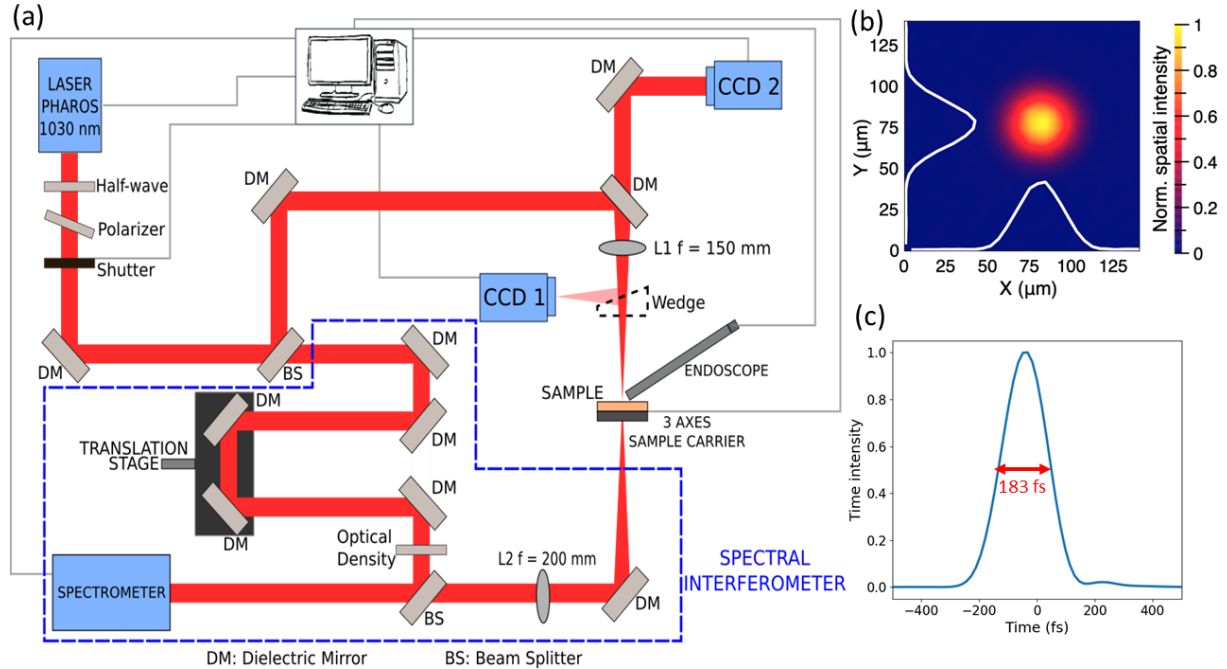 (a)
LASER
PHAROS
1030 nm
Half-wave
Polarizer
Shutter
DM
DM
BS
DM
DM
CCD 2
DM
L1 f = 150 mm
CCD 1
Wedge
ENDOSCOPE
SAMPLE
3 AXES
SAMPLE CARRIER
DM
DM
DM
TRANSLATION
STAGE
DM
DM
Optical
Density
L2 f = 200 mm
SPECTROMETER
BS
DM
SPECTRAL
INTERFEROMETER
DM: Dielectric Mirror BS: Beam Splitter
(b)
Y (µm)
125
100
75
50
25
0
0 25 50 75 100 125
X (µm)
Norm. spatial intensity
1
0.8
0.6
0.4
0.2
0
(c)
Time intensity
1.0
0.8
0.6
0.4
0.2
0.0
183 fs
−400 −200 0 200 400
Time (fs)